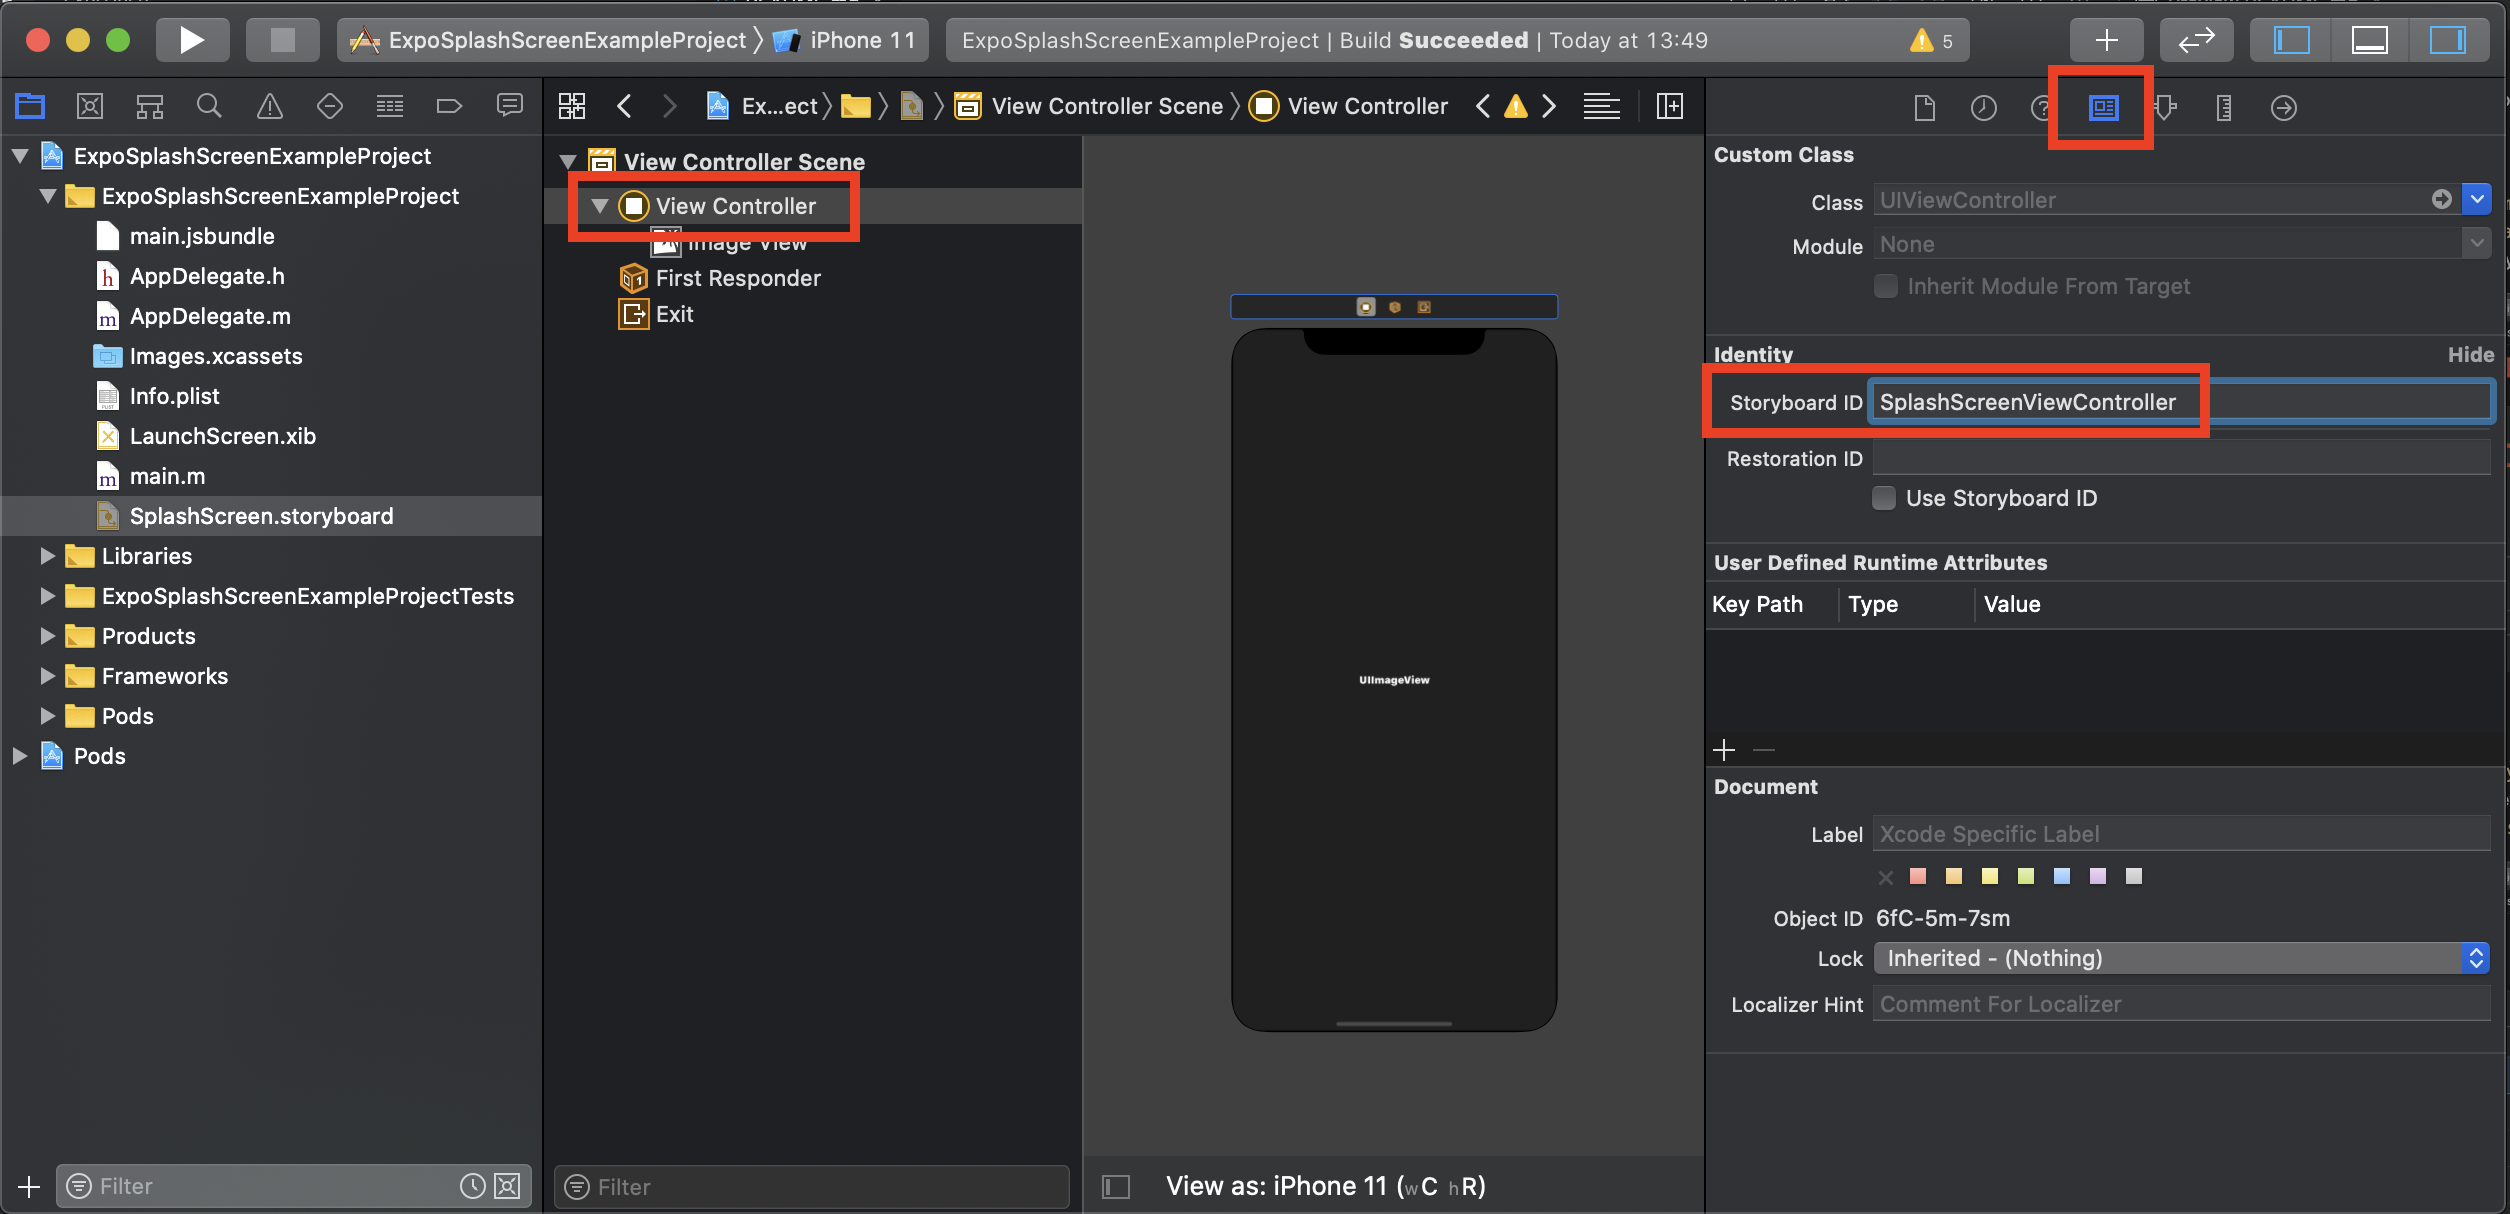 ExpoSplashScreenExampleProject iPhone 11
ExpoSplashScreenExampleProject | Build Succeeded | Today at 13:49
5
Ex...ect View Controller Scene View Controller
ExpoSplashScreenExampleProject
ExpoSplashScreenExampleProject
main.jsbundle
AppDelegate.h
AppDelegate.m
Images.xcassets
Info.plist
LaunchScreen.xib
main.m
SplashScreen.storyboard
Libraries
ExpoSplashScreenExampleProjectTests
Products
Frameworks
Pods
Pods
Filter
View Controller Scene
View Controller
Image View
First Responder
Exit
Filter
UIImageView
View as: iPhone 11 (wC hR)
Custom Class
Class UIViewController
Module None
Inherit Module From Target
Identity Hide
Storyboard ID SplashScreenViewController
Restoration ID
Use Storyboard ID
User Defined Runtime Attributes
Key Path Type Value
Document
Label Xcode Specific Label
Object ID 6fC-5m-7sm
Lock Inherited - (Nothing)
Localizer Hint Comment For Localizer